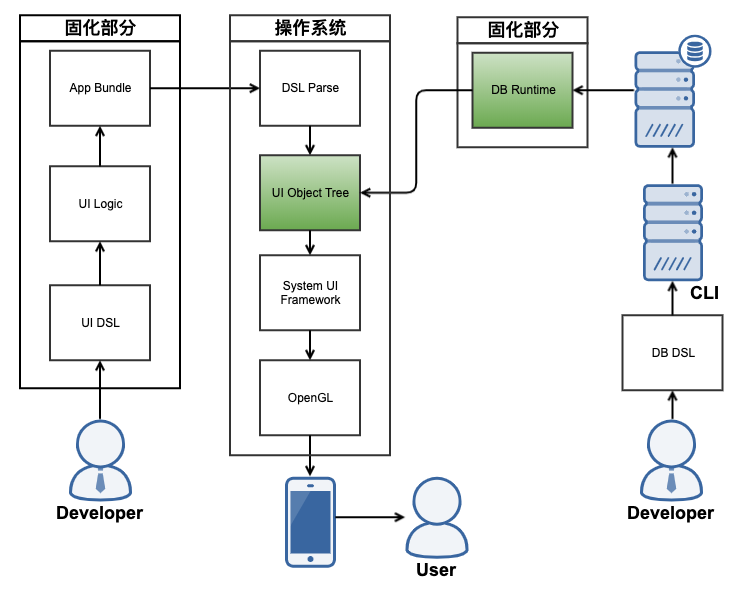 固化部分
App Bundle
UI Logic
UI DSL
Developer
操作系统
DSL Parse
UI Object Tree
System UI
Framework
OpenGL
User
固化部分
DB Runtime
CLI
DB DSL
Developer